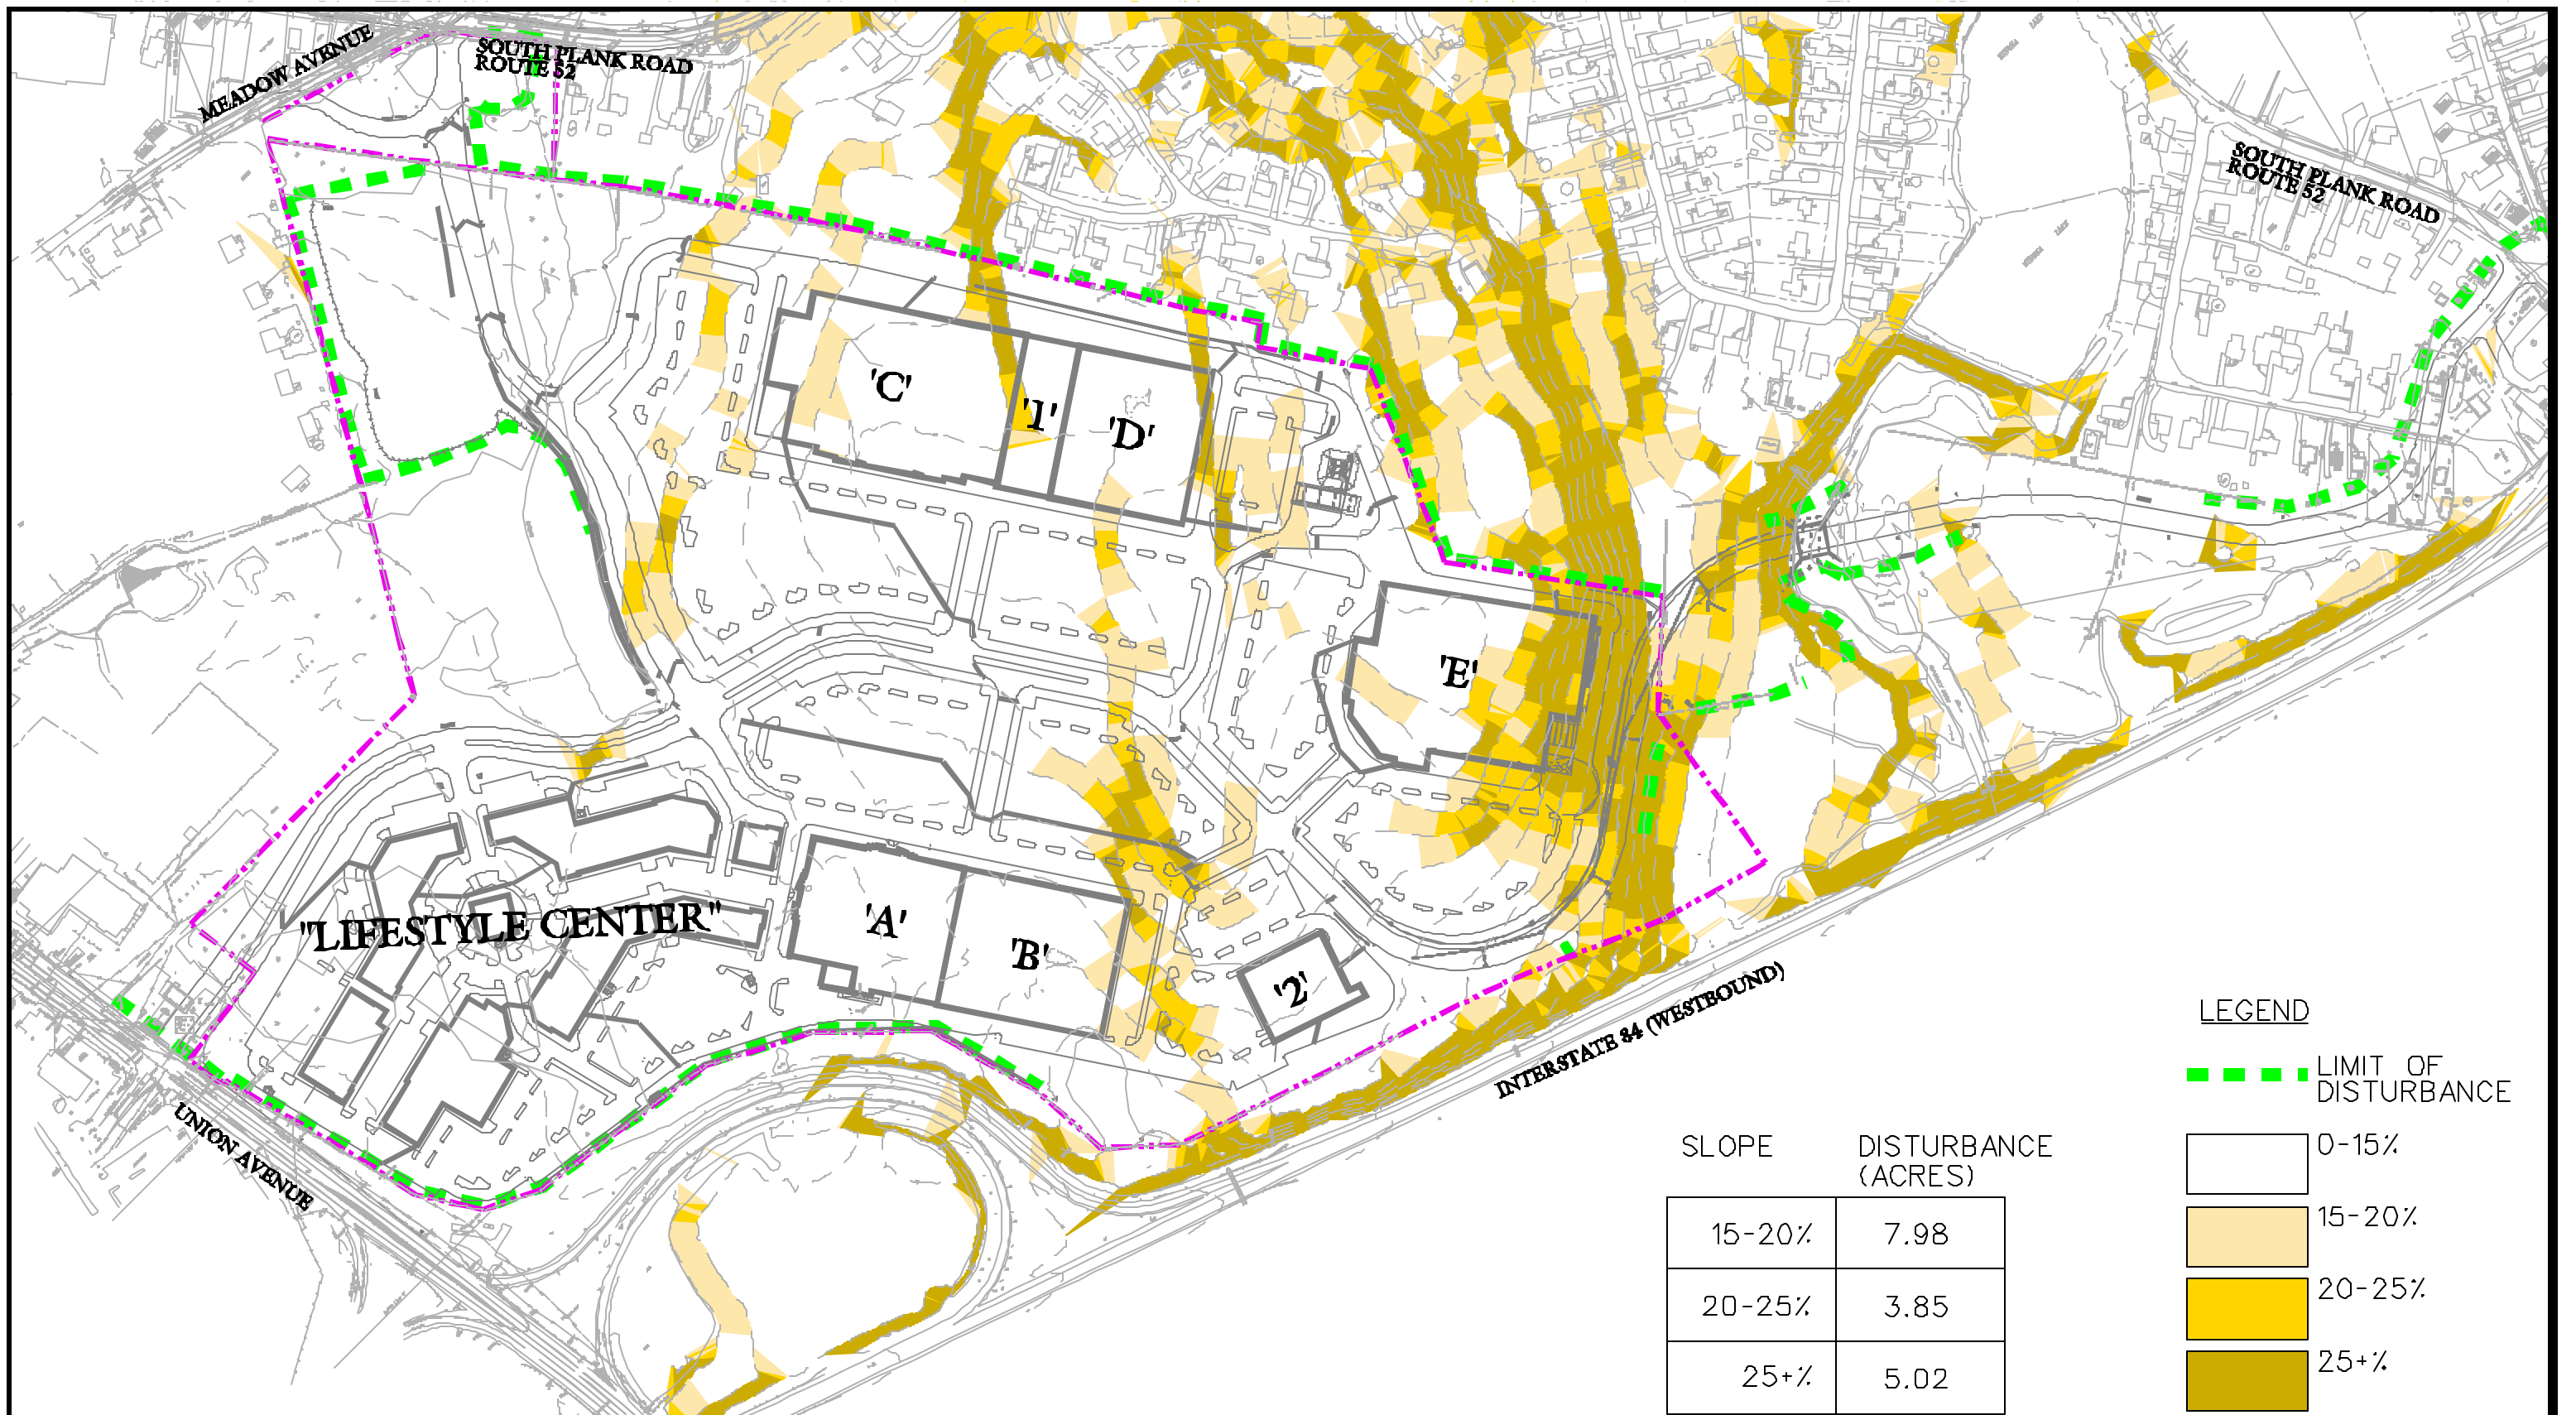 MEADOW AVENUE
SOUTH PLANK ROAD
ROUTE 52
SOUTH PLANK ROAD
ROUTE 52
'C'
'1'
'D'
'E'
"LIFESTYLE CENTER"
'A'
'B'
'2'
INTERSTATE 84 (WESTBOUND)
UNION AVENUE
LEGEND
LIMIT OF
DISTURBANCE
0-15%
15-20%
20-25%
25+%
SLOPE DISTURBANCE
(ACRES)
15-20% 7.98
20-25% 3.85
25+% 5.02